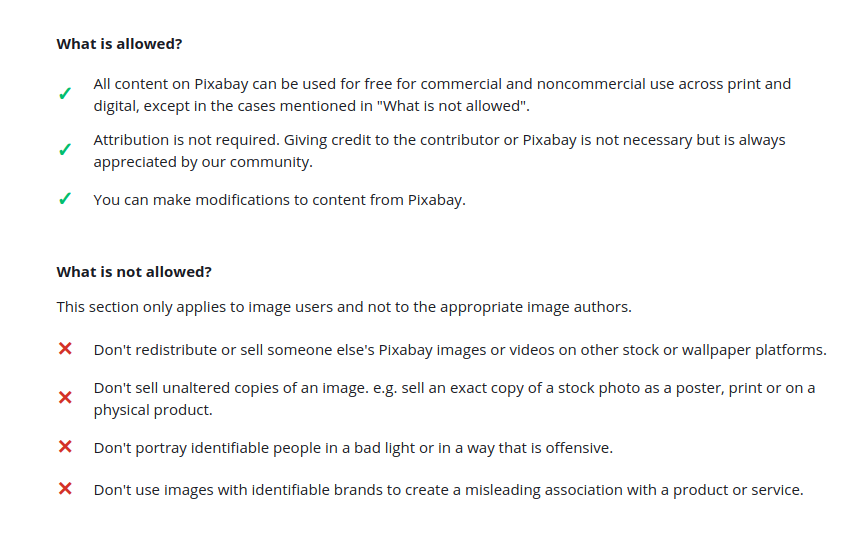 What is allowed?
✓ All content on Pixabay can be used for free for commercial and noncommercial use across print and
digital, except in the cases mentioned in "What is not allowed".
✓ Attribution is not required. Giving credit to the contributor or Pixabay is not necessary but is always
appreciated by our community.
✓ You can make modifications to content from Pixabay.
What is not allowed?
This section only applies to image users and not to the appropriate image authors.
✕ Don't redistribute or sell someone else's Pixabay images or videos on other stock or wallpaper platforms.
✕ Don't sell unaltered copies of an image. e.g. sell an exact copy of a stock photo as a poster, print or on a
physical product.
✕ Don't portray identifiable people in a bad light or in a way that is offensive.
✕ Don't use images with identifiable brands to create a misleading association with a product or service.